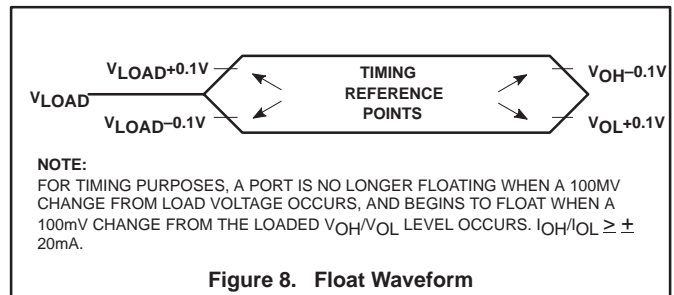 VLOAD+0.1V
VLOAD
VLOAD–0.1V
TIMING
REFERENCE
POINTS
VOH–0.1V
VOL+0.1V
NOTE:
FOR TIMING PURPOSES, A PORT IS NO LONGER FLOATING WHEN A 100MV
CHANGE FROM LOAD VOLTAGE OCCURS, AND BEGINS TO FLOAT WHEN A
100mV CHANGE FROM THE LOADED VOH/VOL LEVEL OCCURS. IOH/IOL ≥ ±
20mA.
Figure 8. Float Waveform